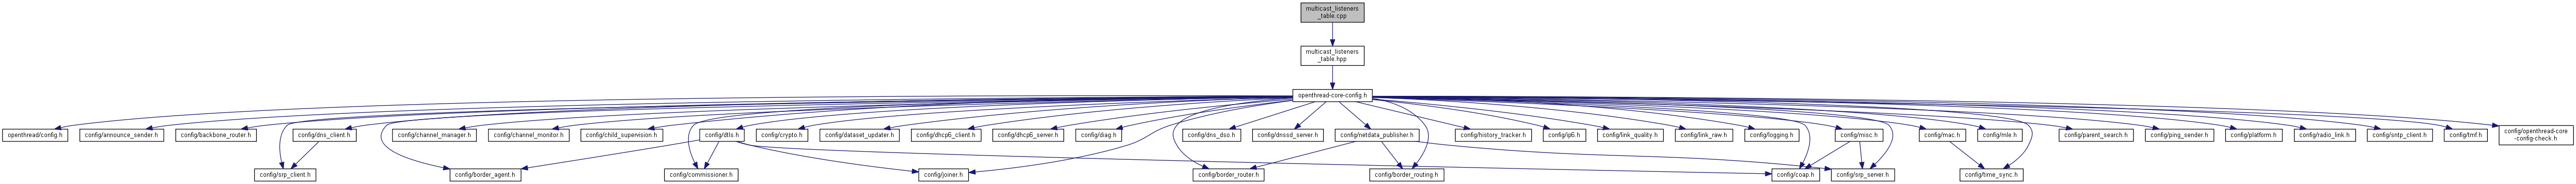 multicast_listeners
_table.cpp
multicast_listeners
_table.hpp
openthread-core-config.h
openthread/config.h
config/announce_sender.h
config/backbone_router.h
config/dns_client.h
config/channel_manager.h
config/channel_monitor.h
config/child_supervision.h
config/dtls.h
config/crypto.h
config/dataset_updater.h
config/dhcp6_client.h
config/dhcp6_server.h
config/diag.h
config/dns_dso.h
config/dnssd_server.h
config/netdata_publisher.h
config/history_tracker.h
config/ip6.h
config/link_quality.h
config/link_raw.h
config/logging.h
config/misc.h
config/mac.h
config/mle.h
config/parent_search.h
config/ping_sender.h
config/platform.h
config/radio_link.h
config/sntp_client.h
config/tmf.h
config/openthread-core
-config-check.h
config/srp_client.h
config/border_agent.h
config/commissioner.h
config/joiner.h
config/border_router.h
config/border_routing.h
config/coap.h
config/srp_server.h
config/time_sync.h